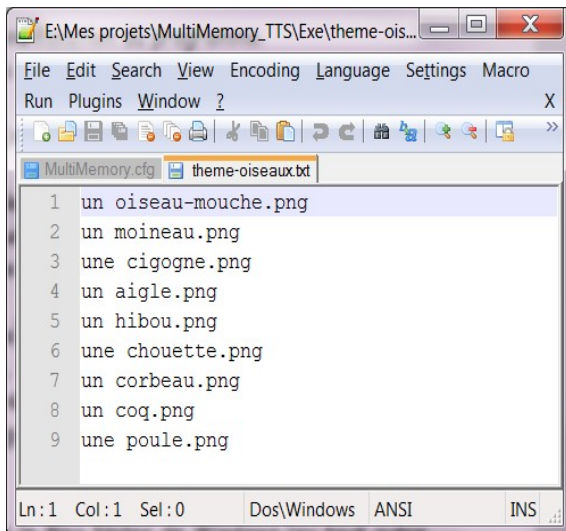 E:\Mes projets\MultiMemory_TTS\Exe\theme-ois...
File Edit Search View Encoding Language Settings Macro
Run Plugins Window ? X
MultiMemory.cfg theme-oiseaux.txt
1 un oiseau-mouche.png
2 un moineau.png
3 une cigogne.png
4 un aigle.png
5 un hibou.png
6 une chouette.png
7 un corbeau.png
8 un coq.png
9 une poule.png
Ln : 1 Col : 1 Sel : 0 Dos\Windows ANSI INS